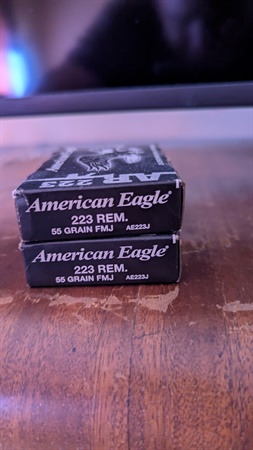 AR 223
American Eagle®
223 REM.
55 GRAIN FMJ AE223J
American Eagle®
223 REM.
55 GRAIN FMJ AE223J